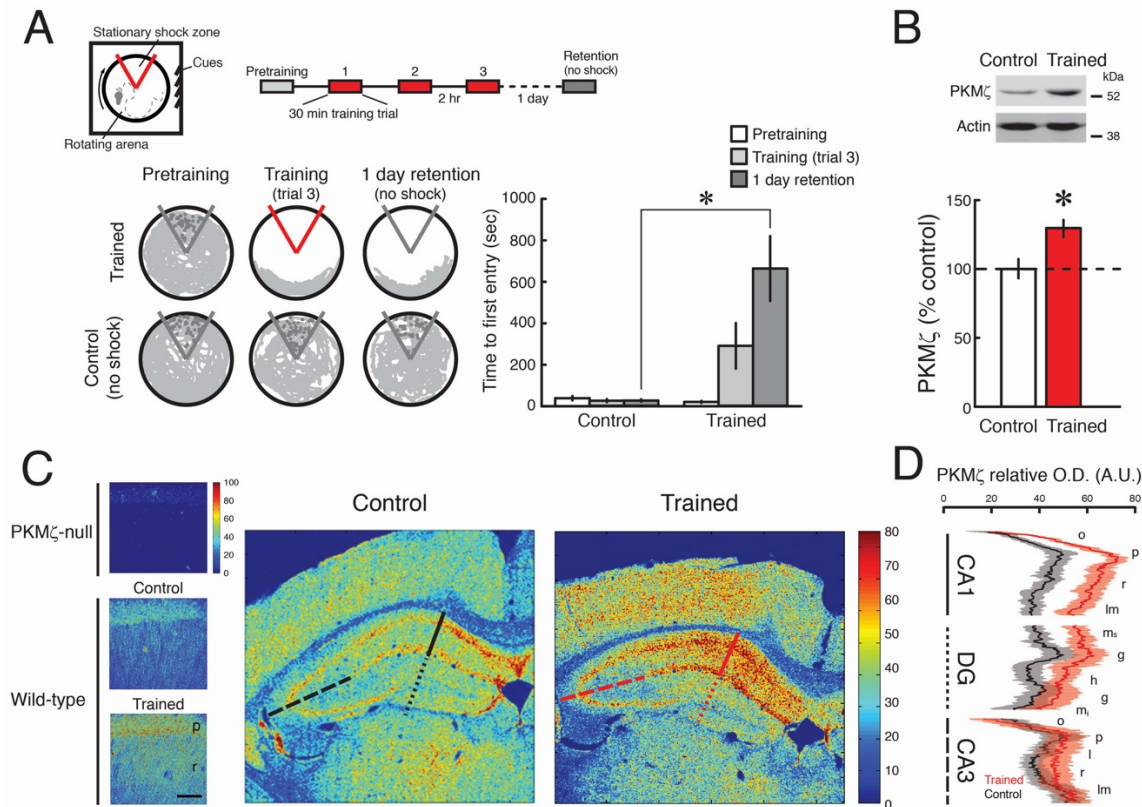 A
Stationary shock zone
Cues
Rotating arena
Pretraining
1
2
3
Retention
(no shock)
2 hr
1 day
30 min training trial
Pretraining
Training
(trial 3)
1 day retention
(no shock)
Trained
Control
(no shock)
Pretraining
Training (trial 3)
1 day retention
Time to first entry (sec)
1000
800
600
400
200
0
*
Control
Trained
B
Control
Trained
kDa
PKMζ
52
Actin
38
PKMζ (% control)
150
100
50
0
*
Control
Trained
C
PKMζ-null
Wild-type
100
80
60
40
20
0
Control
Trained
p
r
Control
Trained
80
70
60
50
40
30
20
10
0
D
PKMζ relative O.D. (A.U.)
0
20
40
60
80
CA1
o
p
r
lm
DG
ms
g
h
g
mi
CA3
o
p
l
r
lm
Trained
Control